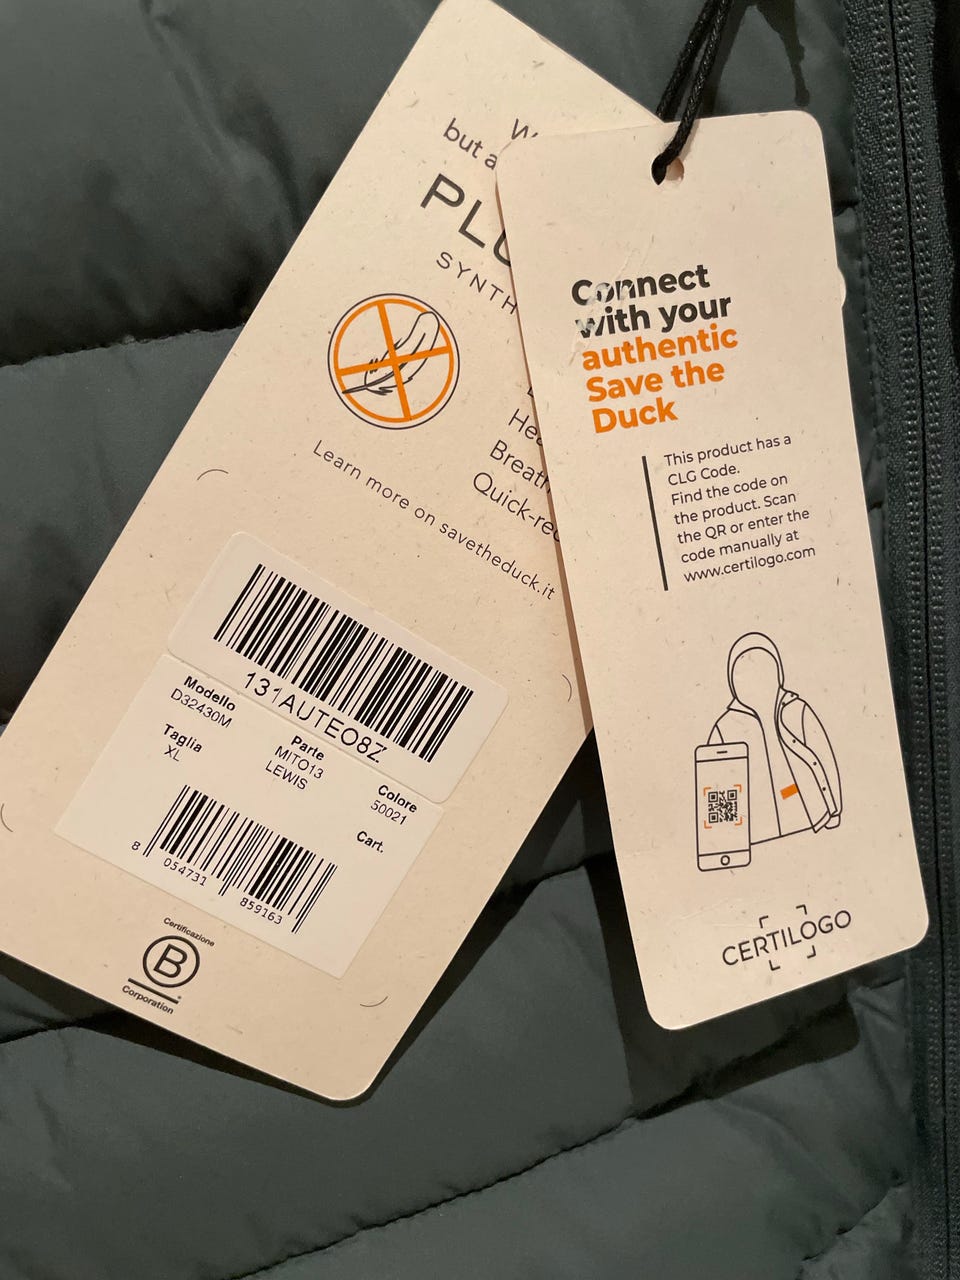 but a
PLU
SYNTH
Breath
Quick-rec
Learn more on savetheduck.it
131AUTEO8Z
Modello
D32430M
Taglia
XL
Parte
MITO13
LEWIS
Colore
50021
Cart.
8 054731 859163
Certificazione
B
Corporation
Connect
with your
authentic
Save the
Duck
This product has a
CLG Code.
Find the code on
the product. Scan
the QR or enter the
code manually at
www.certilogo.com
CERTILOGO